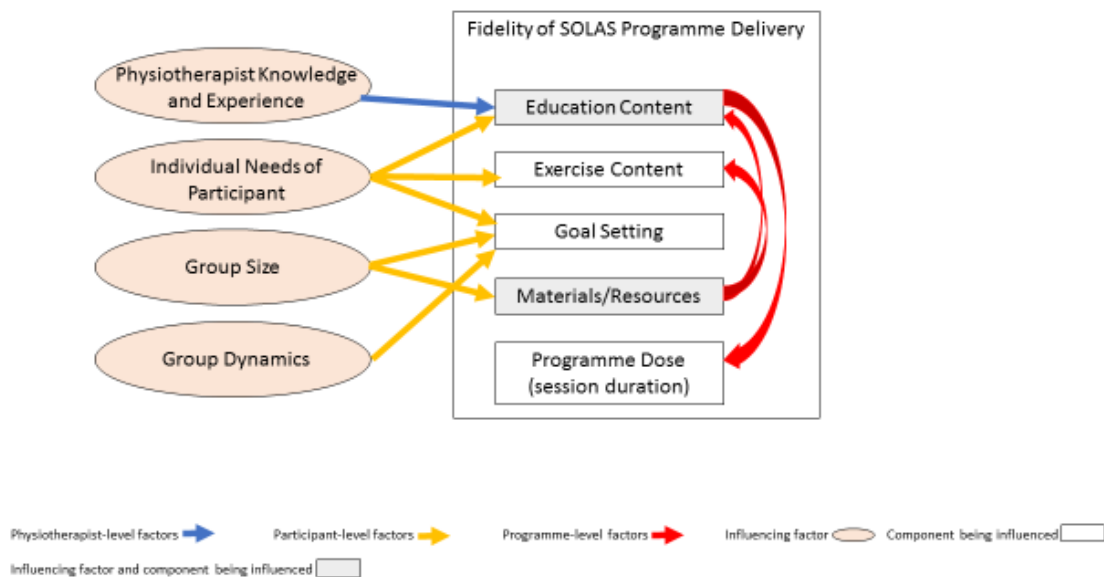 Fidelity of SOLAS Programme Delivery
Physiotherapist Knowledge
and Experience
Education Content
Individual Needs of
Participant
Exercise Content
Goal Setting
Group Size
Materials/Resources
Group Dynamics
Programme Dose
(session duration)
Physiotherapist-level factors
Participant-level factors
Programme-level factors
Influencing factor
Component being influenced
Influencing factor and component being influenced